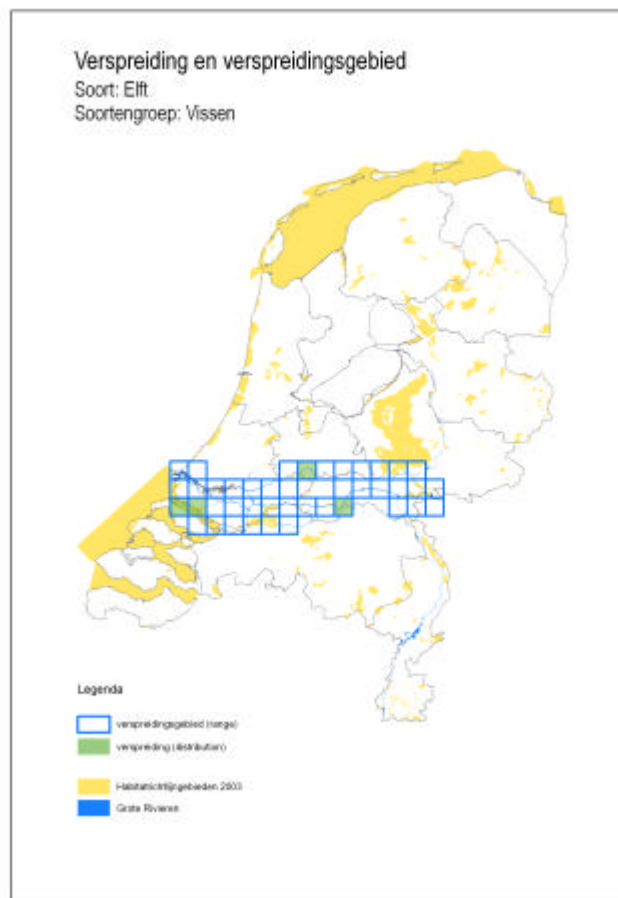 Verspreiding en verspreidingsgebied
Soort: Elft
Soortengroep: Vissen
Legenda
verspreidingsgebied (range)
verspreiding (distribution)
Habitatrichtlijngebieden 2003
Grote Rivieren